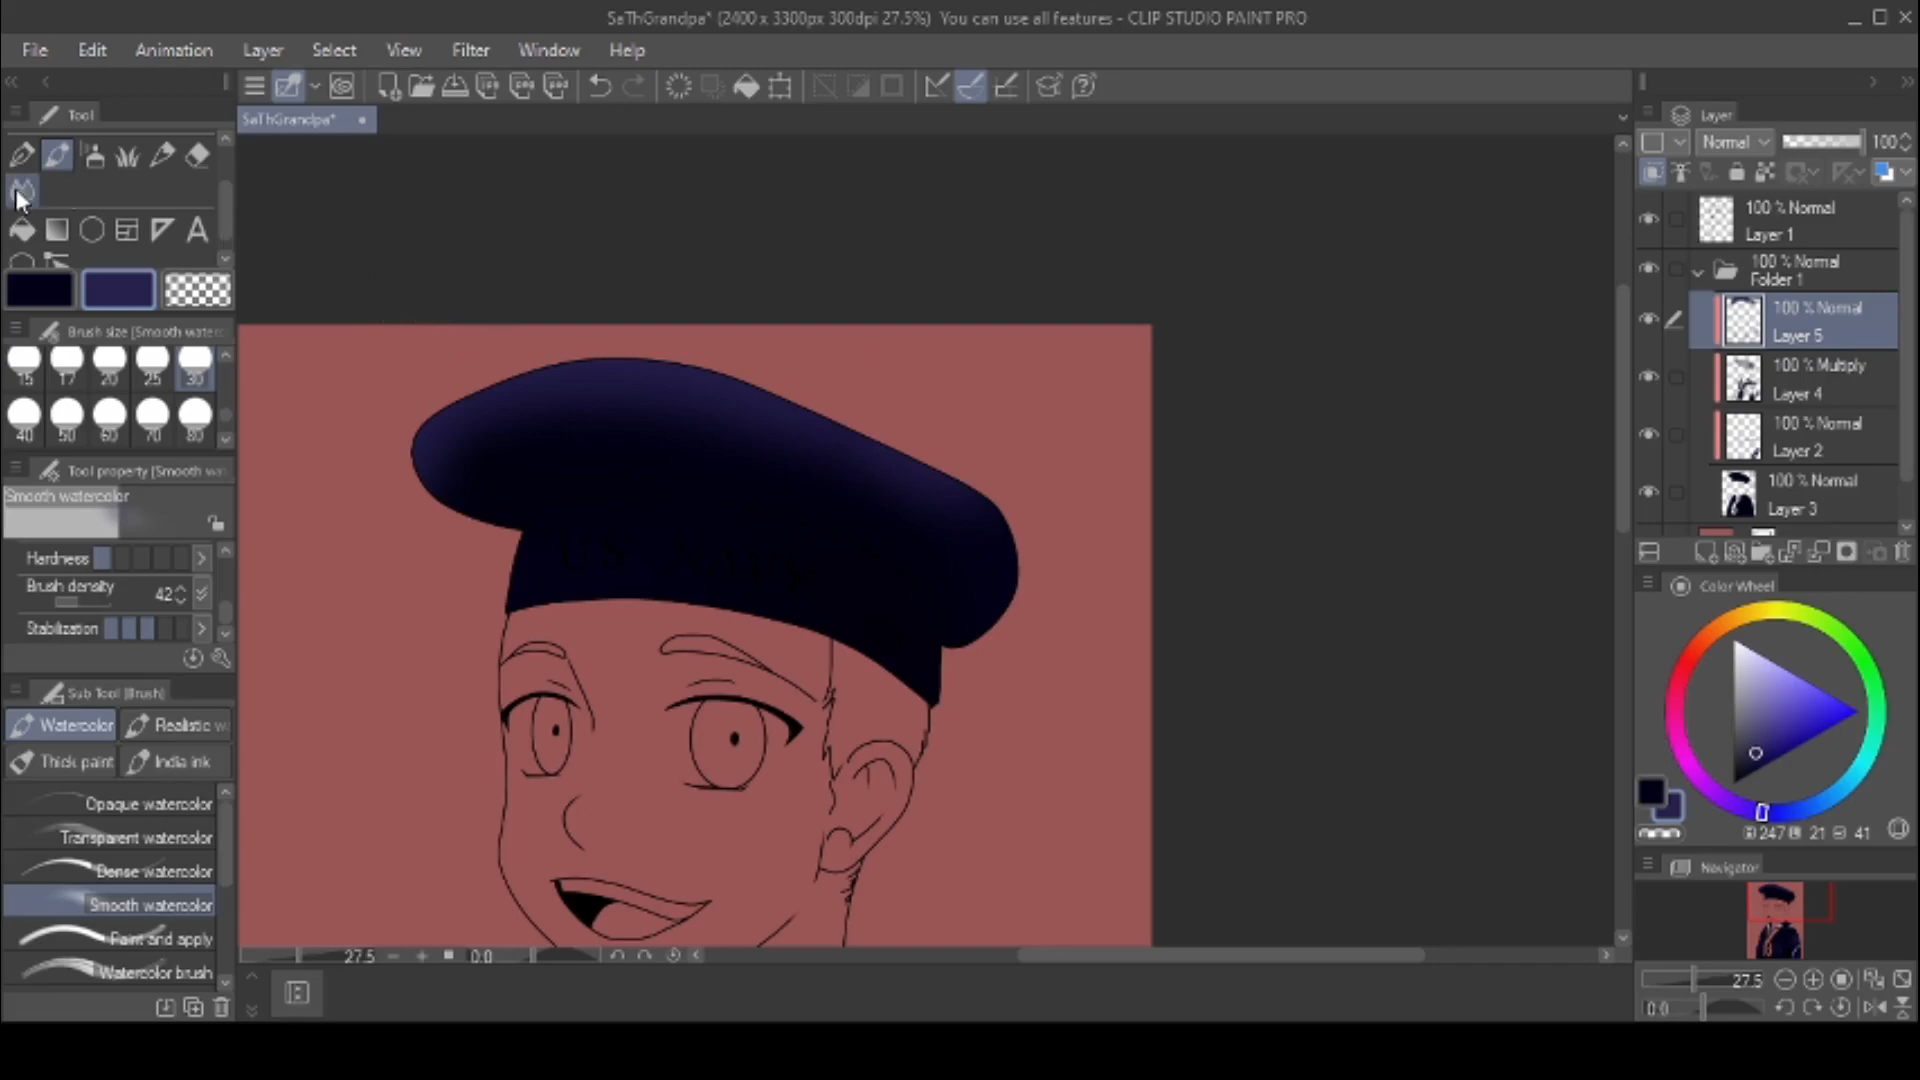 SaThGrandpa* (2400 x 3300px 300dpi 27.5%) You can use all features - CLIP STUDIO PAINT PRO
File Edit Animation Layer Select View Filter Window Help
Tool
SaThGrandpa*
Layer
Normal 100
100 % Normal
Layer 1
100 % Normal
Folder 1
100 % Normal
Layer 5
100 % Multiply
Layer 4
100 % Normal
Layer 2
100 % Normal
Layer 3
Brush size [Smooth waterc
15 17 20 25 30
40 50 60 70 80
Tool property [Smooth wa
Smooth watercolor
Hardness
Brush density 42
Stabilization
Sub Tool [Brush]
Watercolor Realistic w
Thick paint India ink
Opaque watercolor
Transparent watercolor
Dense watercolor
Smooth watercolor
Paint and apply
Watercolor brush
US NAVY
27.5 0.0
Color Wheel
247 21 41
Navigator
27.5
0.0